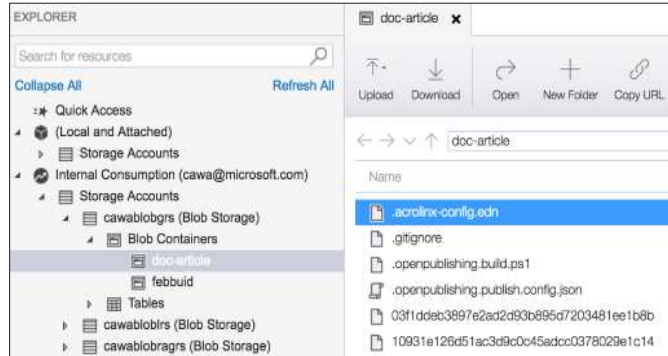 EXPLORER
Search for resources
Collapse All
Refresh All
Quick Access
(Local and Attached)
Storage Accounts
Internal Consumption (cawa@microsoft.com)
Storage Accounts
cawablobgrs (Blob Storage)
Blob Containers
doc-article
febbuid
Tables
cawabloblrs (Blob Storage)
cawablobragrs (Blob Storage)
doc-article
Upload
Download
Open
New Folder
Copy URL
doc-article
Name
.acrolinx-config.edn
.gitignore
.openpublishing.build.ps1
.openpublishing.publish.config.json
03f1ddeb3897e2ad2d93b895d7203481ee1b8b
10931e126d51ac3d9c0c45adcc0378029e1c14